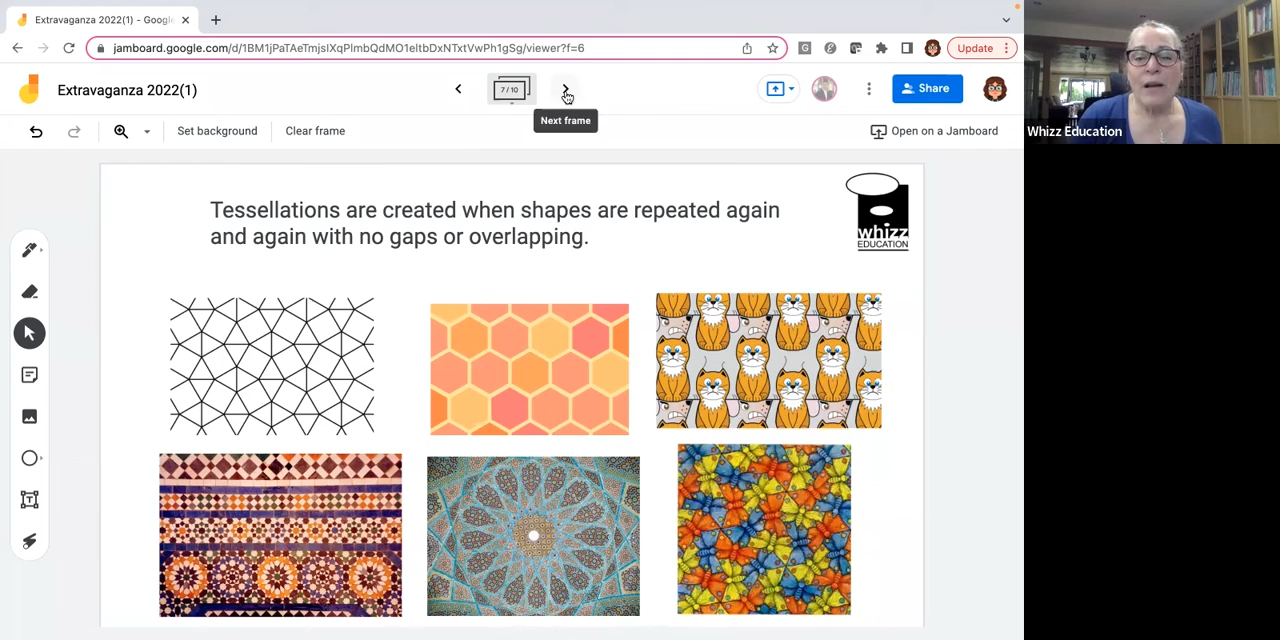 Extravaganza 2022(1) - Google
jamboard.google.com/d/1BM1jPaTAeTmjsIXqPImbQdMO1eltbDxNTxtVwPh1gSg/viewer?f=6
Update
Extravaganza 2022(1)
7 / 10
Share
Next frame
Set background
Clear frame
Open on a Jamboard
Whizz Education
Tessellations are created when shapes are repeated again
and again with no gaps or overlapping.
whizz
EDUCATION